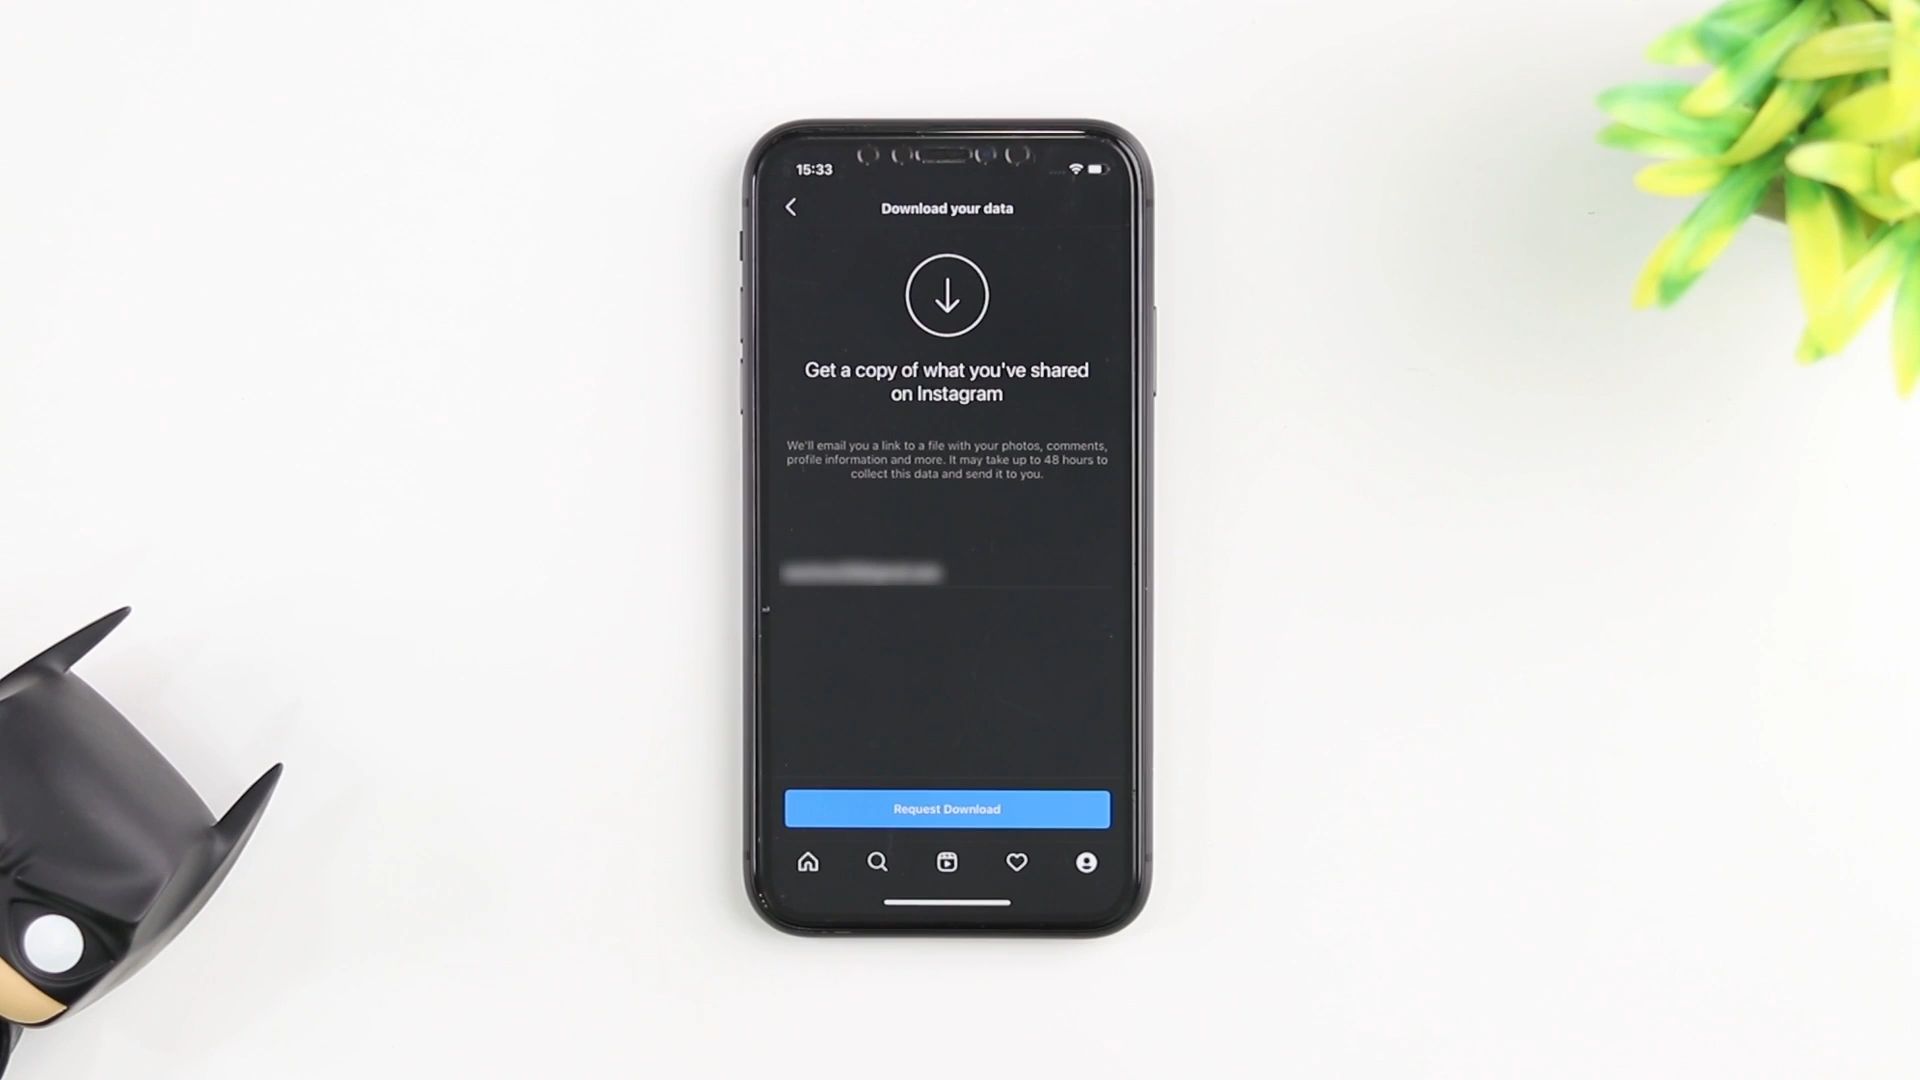 15:33
Download your data
Get a copy of what you've shared
on Instagram
We'll email you a link to a file with your photos, comments,
profile information and more. It may take up to 48 hours to
collect this data and send it to you.
Request Download